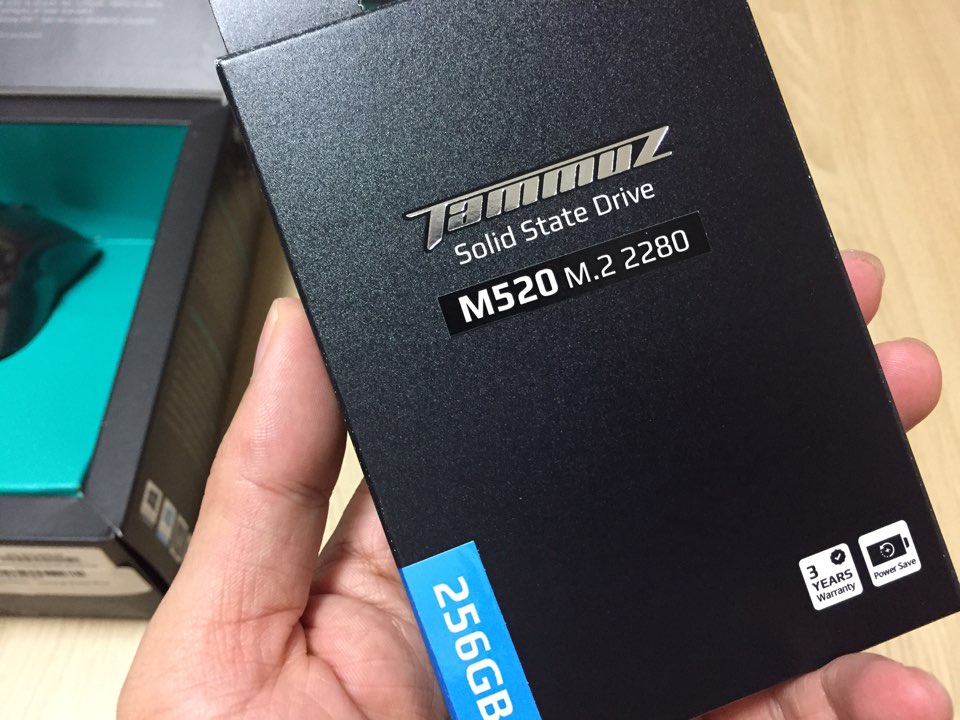 Tammuz
Solid State Drive
M520 M.2 2280
3
YEARS
Warranty
Power Save
256GB